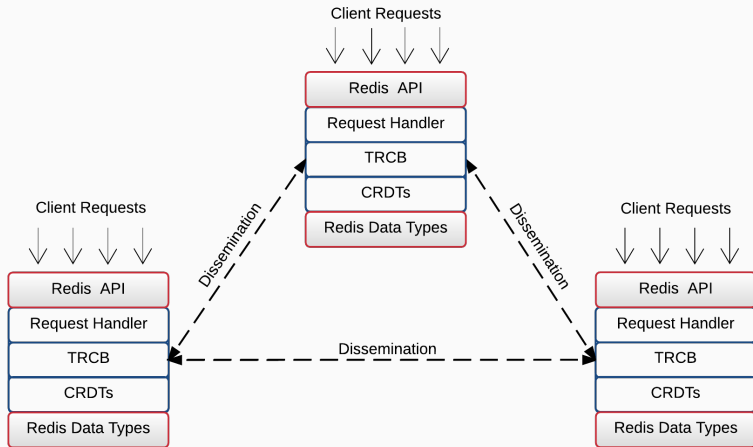 Client Requests
Redis API
Request Handler
TRCB
CRDTs
Redis Data Types
Dissemination
Dissemination
Client Requests
Redis API
Request Handler
TRCB
CRDTs
Redis Data Types
Client Requests
Redis API
Request Handler
TRCB
CRDTs
Redis Data Types
Dissemination